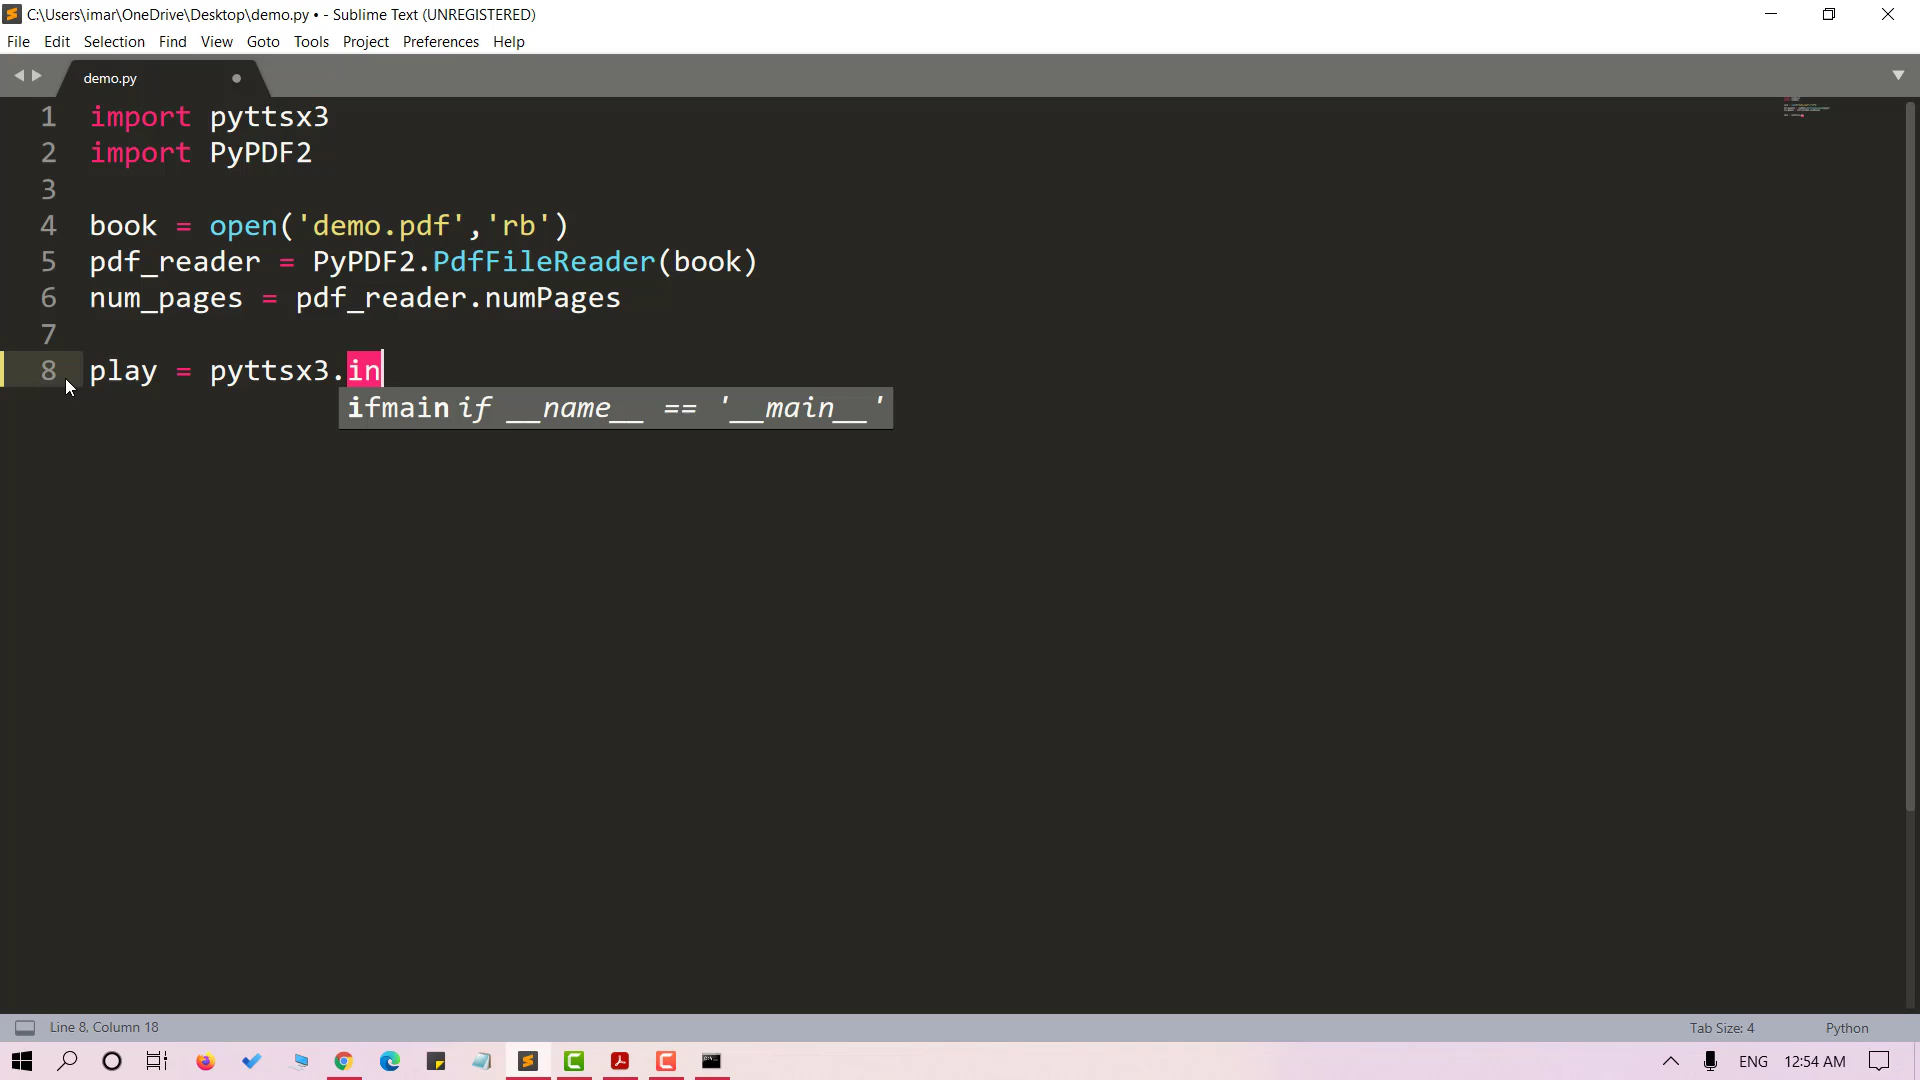 C:\Users\imar\OneDrive\Desktop\demo.py • - Sublime Text (UNREGISTERED)
File Edit Selection Find View Goto Tools Project Preferences Help
demo.py
1 import pyttsx3
2 import PyPDF2
3
4 book = open('demo.pdf','rb')
5 pdf_reader = PyPDF2.PdfFileReader(book)
6 num_pages = pdf_reader.numPages
7
8 play = pyttsx3.in
ifmain if __name__ == '__main__'
Line 8, Column 18 Tab Size: 4 Python
ENG 12:54 AM